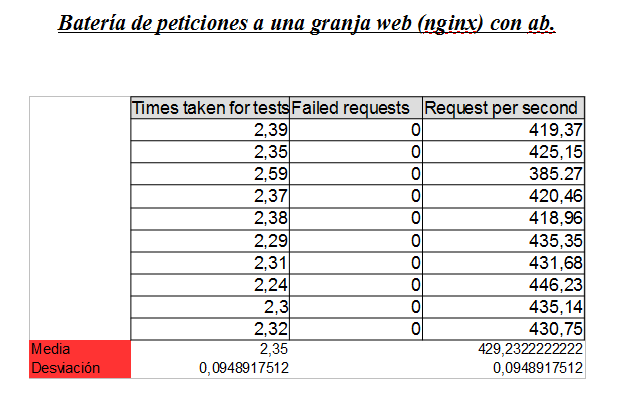 Batería de peticiones a una granja web (nginx) con ab.
Times taken for tests Failed requests Request per second
2,39 0 419,37
2,35 0 425,15
2,59 0 385.27
2,37 0 420,46
2,38 0 418,96
2,29 0 435,35
2,31 0 431,68
2,24 0 446,23
2,3 0 435,14
2,32 0 430,75
Media 2,35 429,2322222222
Desviación 0,0948917512 0,0948917512